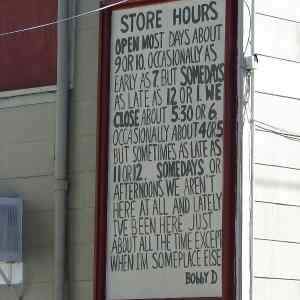 STORE HOURS
OPEN MOST DAYS ABOUT
9 OR 10, OCCASIONALLY AS
EARLY AS 7 BUT SOMEDAYS
AS LATE AS 12 OR 1. WE
CLOSE ABOUT 5:30 OR 6
OCCASIONALLY ABOUT 4 OR 5
BUT SOMETIMES AS LATE AS
11 OR 12 SOMEDAYS OR
AFTERNOONS WE AREN'T
HERE AT ALL AND LATELY
I'VE BEEN HERE JUST
ABOUT ALL THE TIME EXCEPT
WHEN I'M SOMEPLACE ELSE
BOBBY D